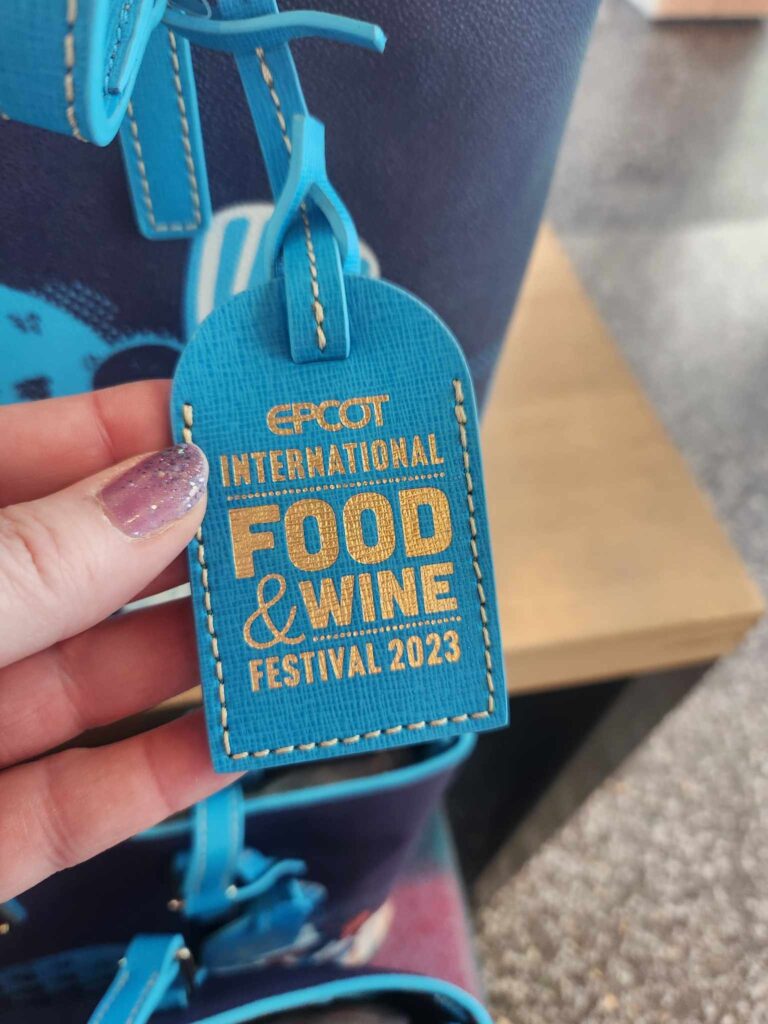 EPCOT
INTERNATIONAL
FOOD
& WINE
FESTIVAL 2023